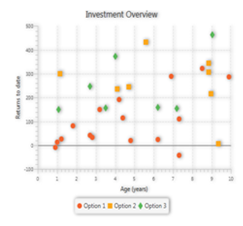 Investment Overview
Returns to date
500
400
300
200
100
0
-100
0 1 2 3 4 5 6 7 8 9 10
Age (years)
Option 1 Option 2 Option 3